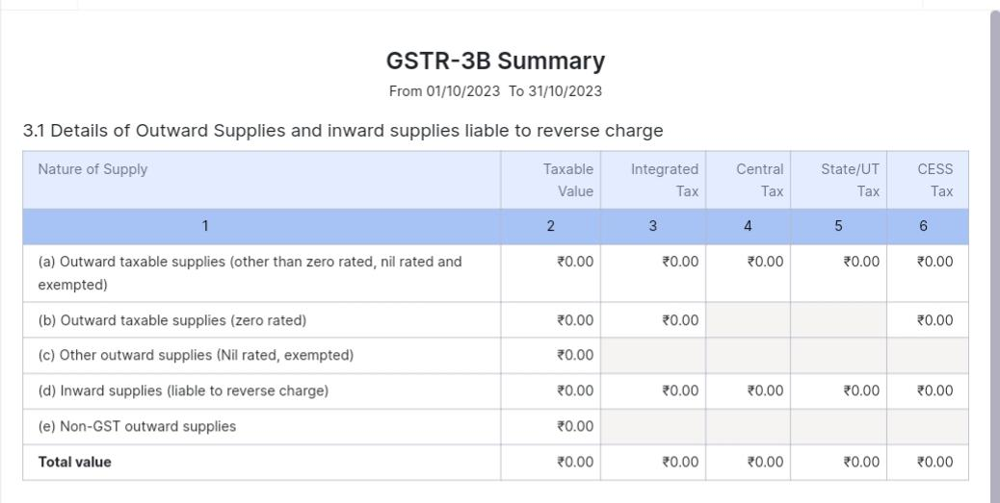 GSTR-3B Summary
From 01/10/2023 To 31/10/2023
3.1 Details of Outward Supplies and inward supplies liable to reverse charge
Nature of Supply Taxable Value Integrated Tax Central Tax State/UT Tax CESS Tax
1 2 3 4 5 6
(a) Outward taxable supplies (other than zero rated, nil rated and exempted) ₹0.00 ₹0.00 ₹0.00 ₹0.00 ₹0.00
(b) Outward taxable supplies (zero rated) ₹0.00 ₹0.00 ₹0.00
(c) Other outward supplies (Nil rated, exempted) ₹0.00
(d) Inward supplies (liable to reverse charge) ₹0.00 ₹0.00 ₹0.00 ₹0.00 ₹0.00
(e) Non-GST outward supplies ₹0.00
Total value ₹0.00 ₹0.00 ₹0.00 ₹0.00 ₹0.00